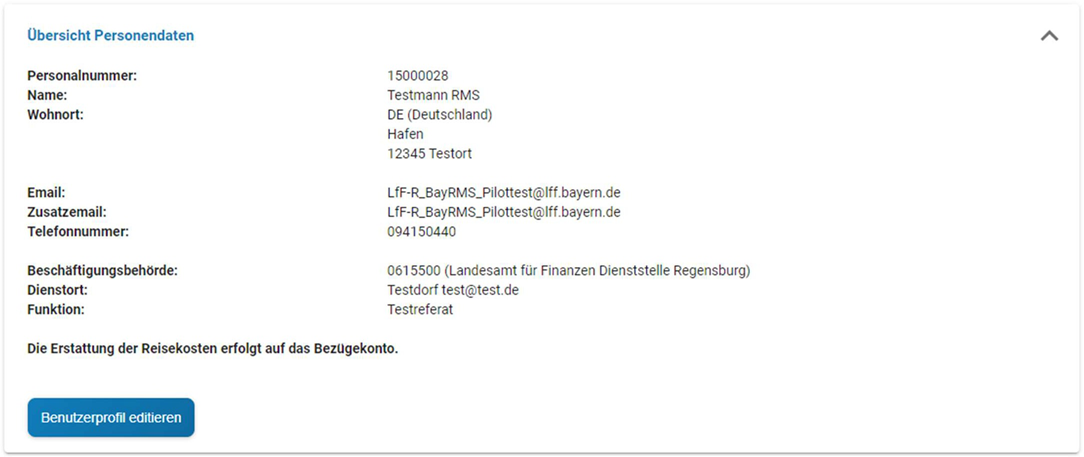 Übersicht Personendaten
Personalnummer: 15000028
Name: Testmann RMS
Wohnort: DE (Deutschland)
Hafen
12345 Testort
Email: LfF-R_BayRMS_Pilottest@lff.bayern.de
Zusatzemail: LfF-R_BayRMS_Pilottest@lff.bayern.de
Telefonnummer: 094150440
Beschäftigungsbehörde: 0615500 (Landesamt für Finanzen Dienststelle Regensburg)
Dienstort: Testdorf test@test.de
Funktion: Testreferat
Die Erstattung der Reisekosten erfolgt auf das Bezügekonto.
Benutzerprofil editieren